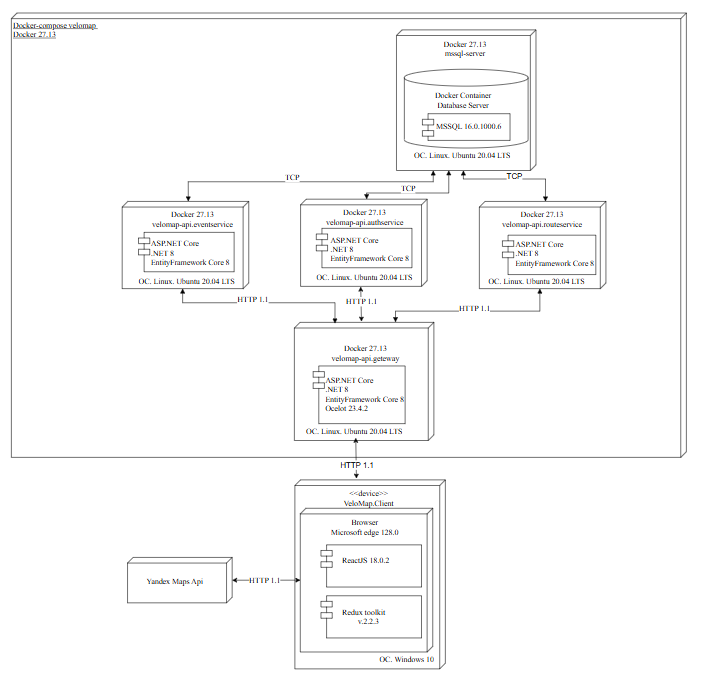 Docker-compose velomap
Docker 27.13
Docker 27.13
mssql-server
Docker Container
Database Server
MSSQL 16.0.1000.6
OC. Linux. Ubuntu 20.04 LTS
TCP
TCP
TCP
Docker 27.13
velomap-api.eventservice
ASP.NET Core
.NET 8
EntityFramework Core 8
OC. Linux. Ubuntu 20.04 LTS
Docker 27.13
velomap-api.authservice
ASP.NET Core
.NET 8
EntityFramework Core 8
OC. Linux. Ubuntu 20.04 LTS
Docker 27.13
velomap-api.routeservice
ASP.NET Core
.NET 8
EntityFramework Core 8
OC. Linux. Ubuntu 20.04 LTS
HTTP 1.1
HTTP 1.1
HTTP 1.1
Docker 27.13
velomap-api.geteway
ASP.NET Core
.NET 8
EntityFramework Core 8
Ocelot 23.4.2
OC. Linux. Ubuntu 20.04 LTS
HTTP 1.1
<<device>>
VeloMap.Client
Browser
Microsoft edge 128.0
ReactJS 18.0.2
Yandex Maps Api
HTTP 1.1
Redux toolkit
v.2.2.3
OC. Windows 10